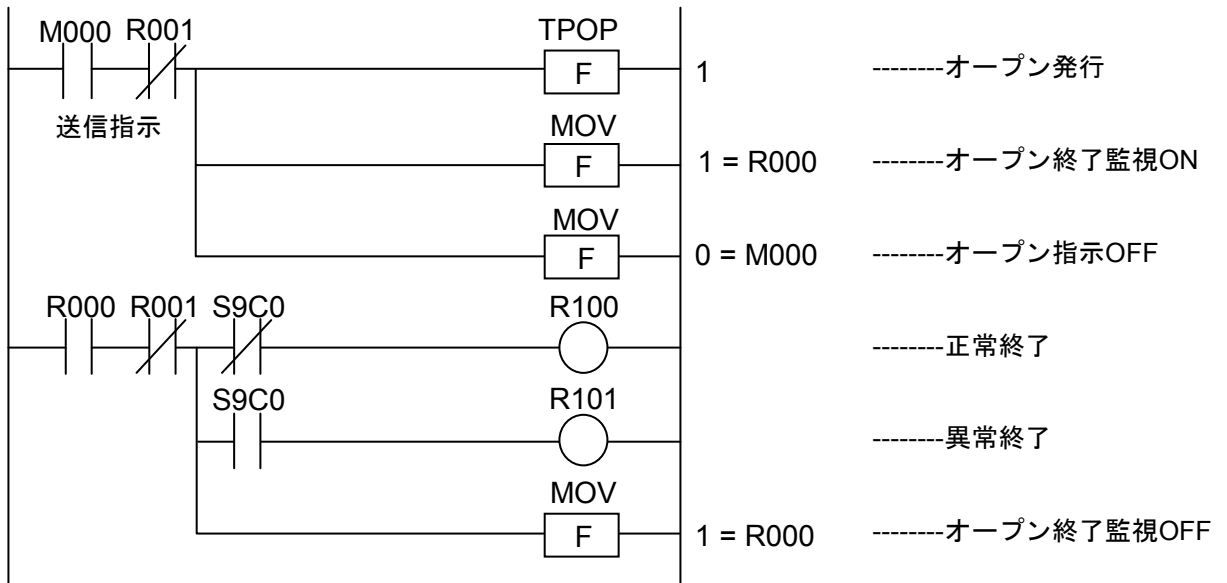 M000 R001 TPOP
F 1 --------オープン発行
送信指示
MOV
F 1 = R000 --------オープン終了監視ON
MOV
F 0 = M000 --------オープン指示OFF
R000 R001 S9C0 R100
--------正常終了
S9C0 R101
--------異常終了
MOV
F 1 = R000 --------オープン終了監視OFF